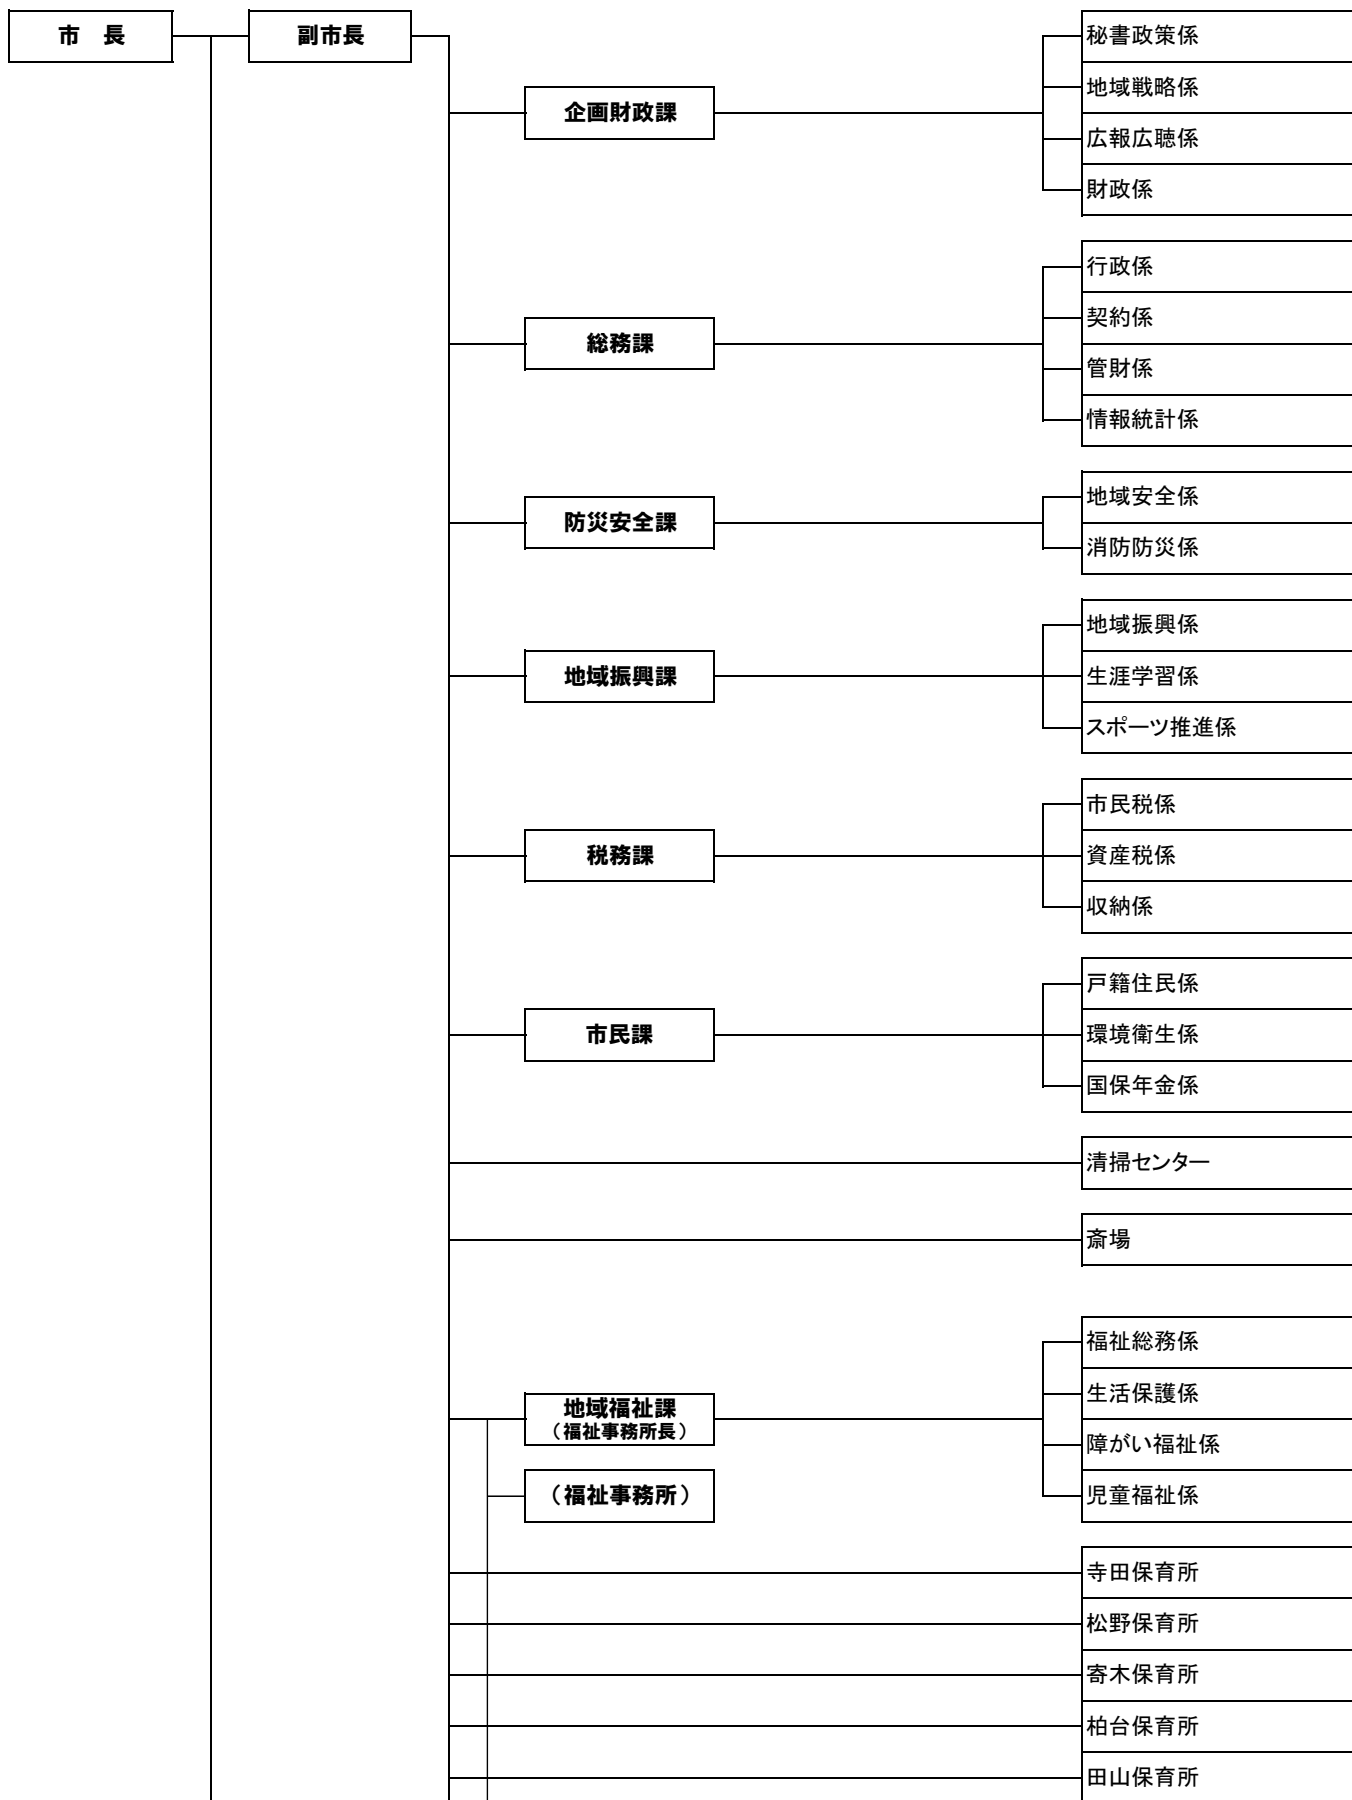 市　長
副市長
秘書政策係
地域戦略係
企画財政課
広報広聴係
財政係
行政係
契約係
総務課
管財係
情報統計係
地域安全係
防災安全課
消防防災係
地域振興係
地域振興課
生涯学習係
スポーツ推進係
市民税係
税務課
資産税係
収納係
戸籍住民係
市民課
環境衛生係
国保年金係
清掃センター
斎場
福祉総務係
生活保護係
地域福祉課
（福祉事務所長）
障がい福祉係
（福祉事務所）
児童福祉係
寺田保育所
松野保育所
寄木保育所
柏台保育所
田山保育所